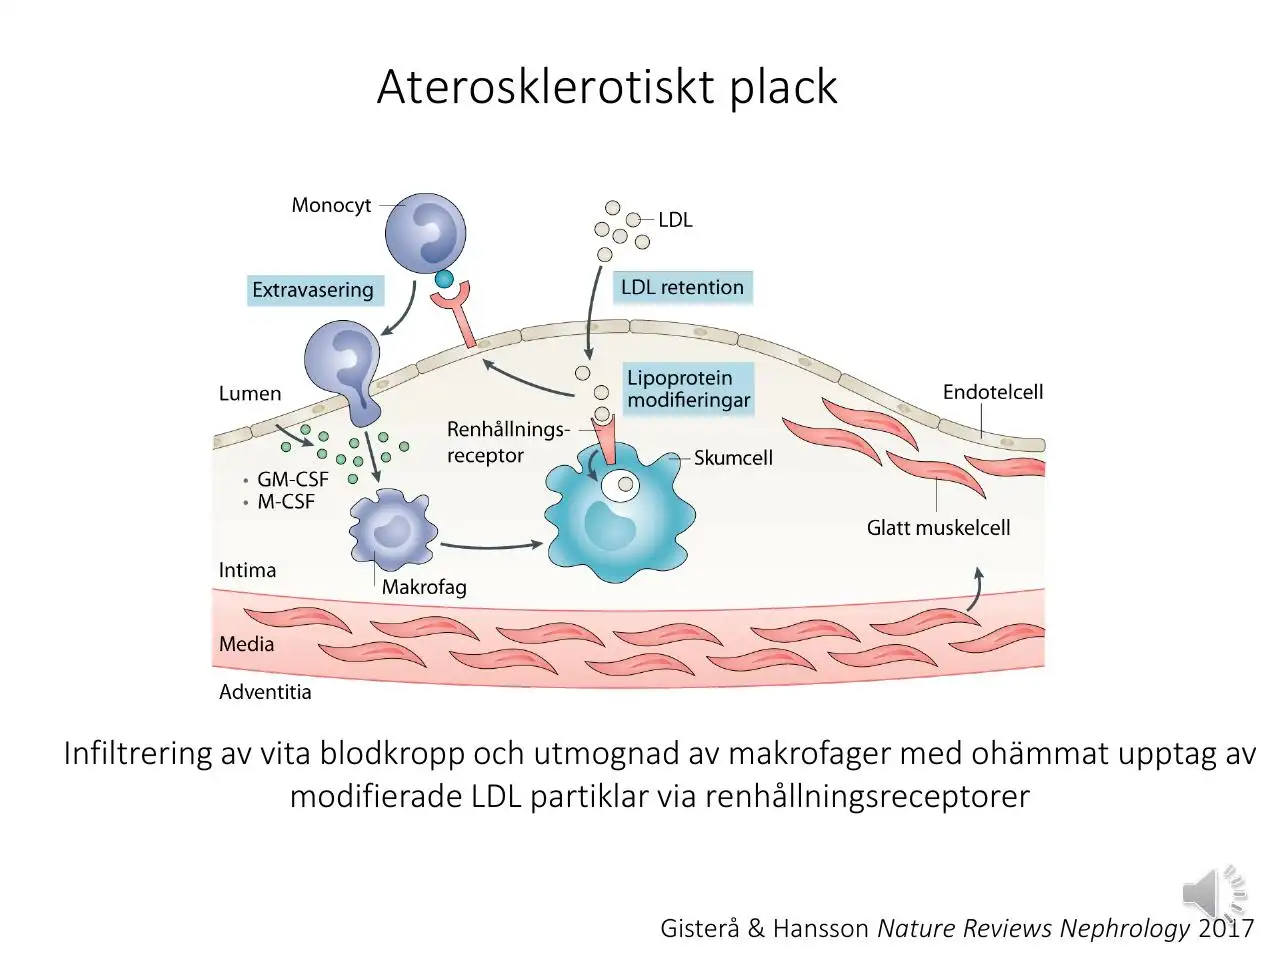 Aterosklerotiskt plack
Monocyt
LDL
Extravasering
LDL retention
Lipoprotein
modifieringar
Lumen
Endotelcell
Renhållnings-
receptor
Skumcell
• GM-CSF
• M-CSF
Glatt muskelcell
Intima
Makrofag
Media
Adventitia
Infiltrering av vita blodkropp och utmognad av makrofager med ohämmat upptag av
modifierade LDL partiklar via renhållningsreceptorer
Gisterå & Hansson Nature Reviews Nephrology 2017